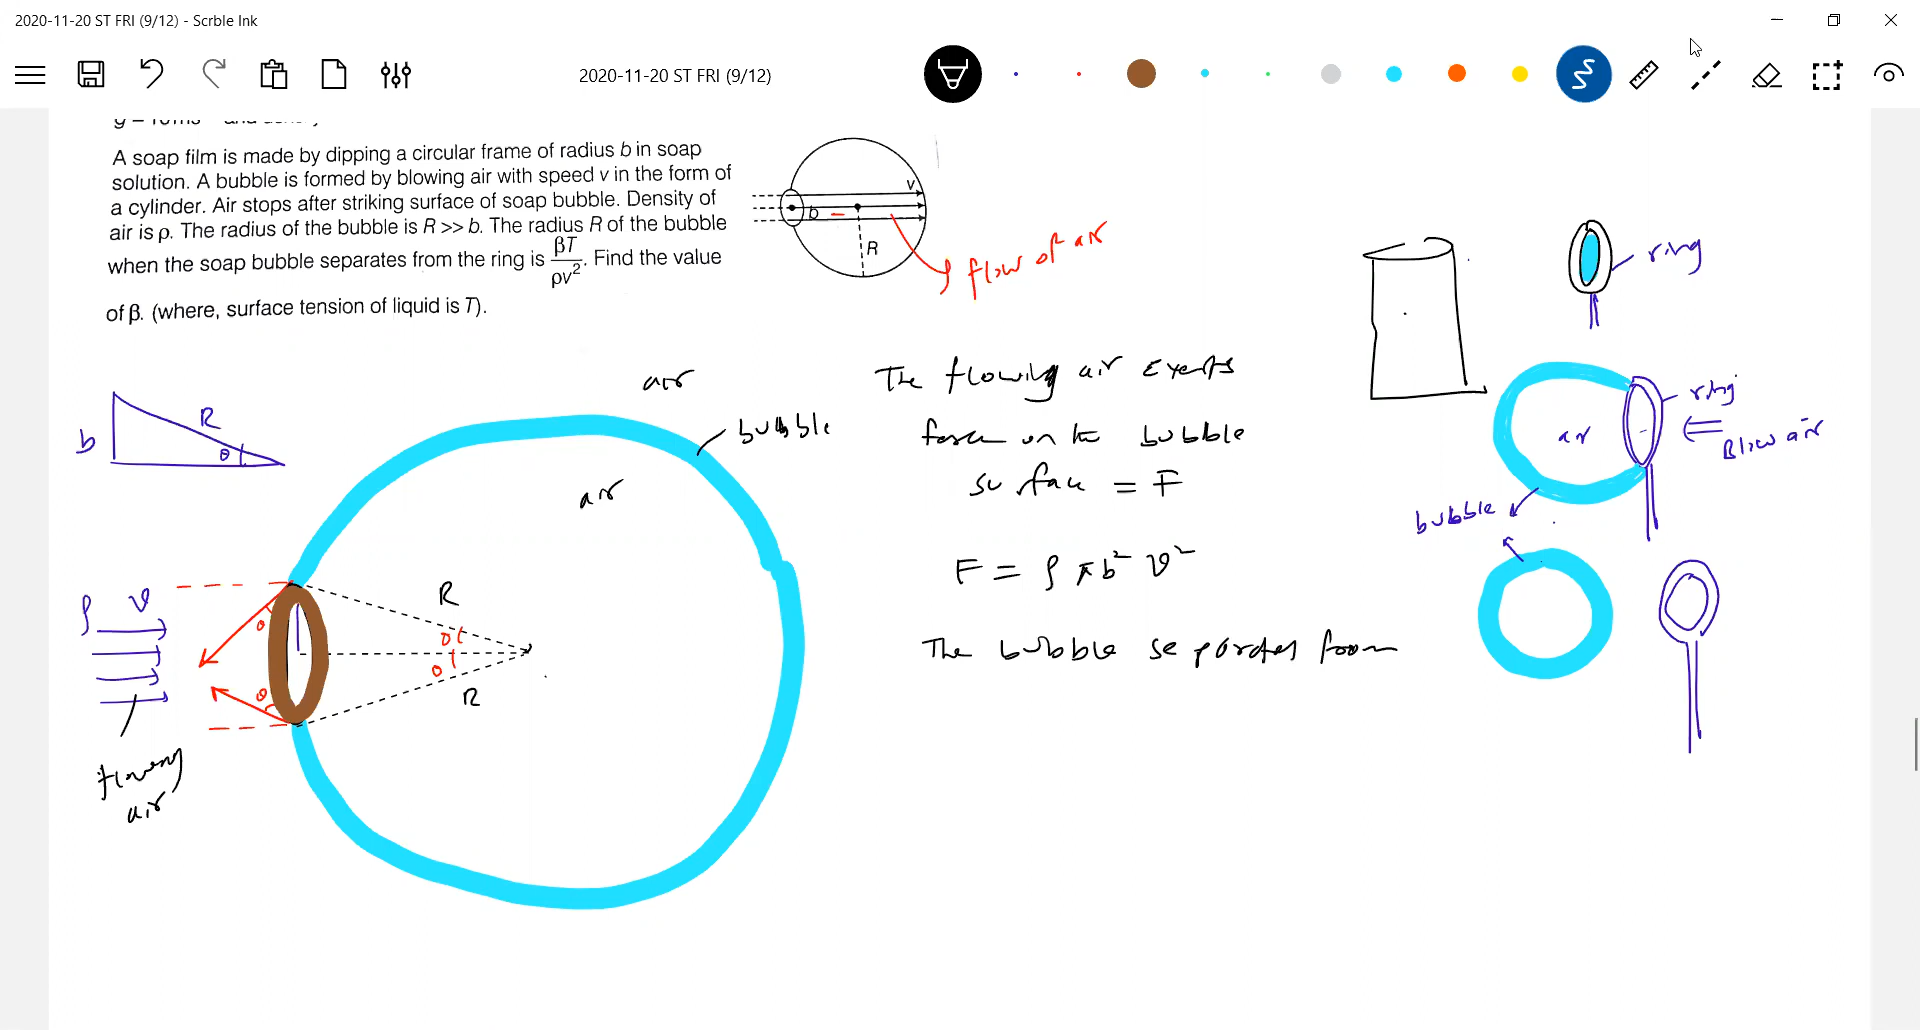 2020-11-20 ST FRI (9/12) - Scrble Ink
2020-11-20 ST FRI (9/12)
A soap film is made by dipping a circular frame of radius b in soap
solution. A bubble is formed by blowing air with speed v in the form of
a cylinder. Air stops after striking surface of soap bubble. Density of
air is ρ. The radius of the bubble is R >> b. The radius R of the bubble
when the soap bubble separates from the ring is βT/ρv². Find the value
of β. (where, surface tension of liquid is T).
v
b
R
flow of air
ring
b
R
θ
air
bubble
air
The flowing air exerts
force on the bubble
surface = F
F = ρ πb² v²
The bubble separates from
ring
air
Blow air
bubble
ρ v
θ
θ
R
θ
θ
R
flowing
air